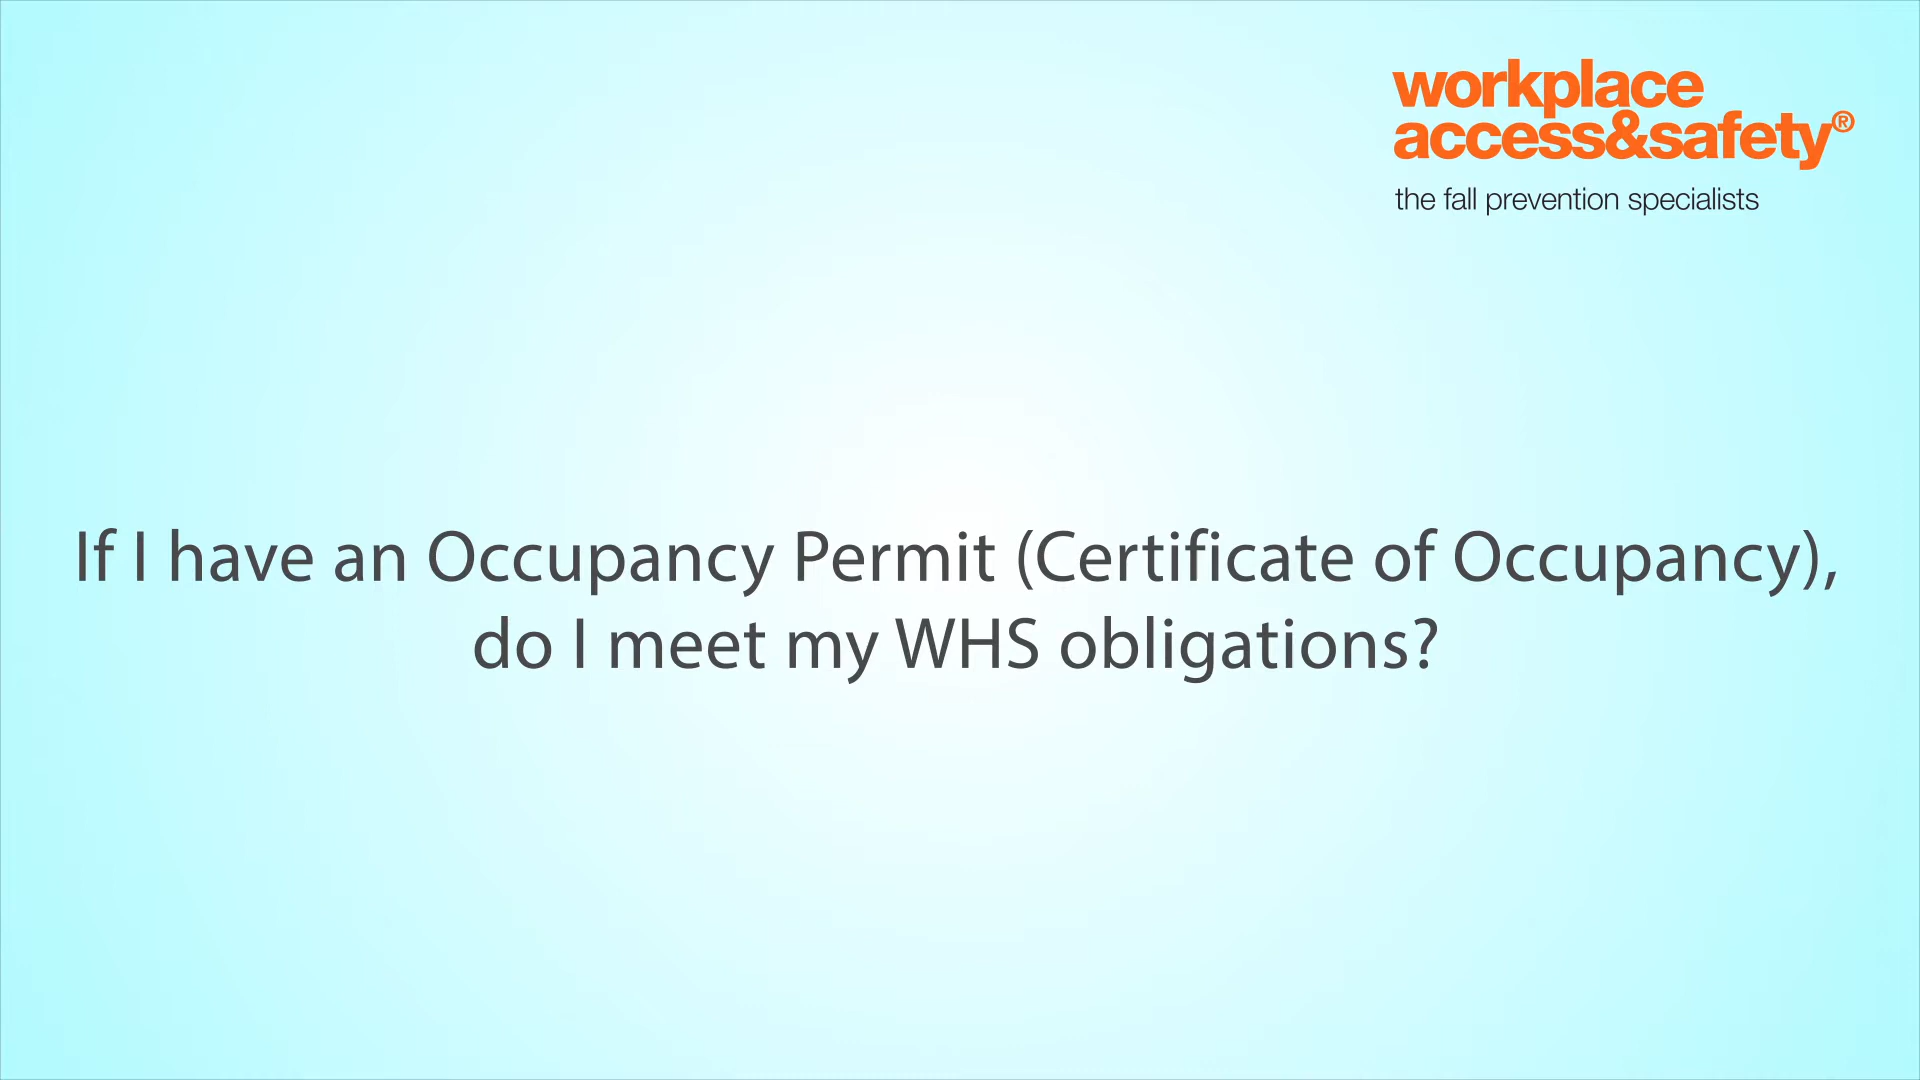 workplace
access&safety®
the fall prevention specialists
If I have an Occupancy Permit (Certificate of Occupancy),
do I meet my WHS obligations?